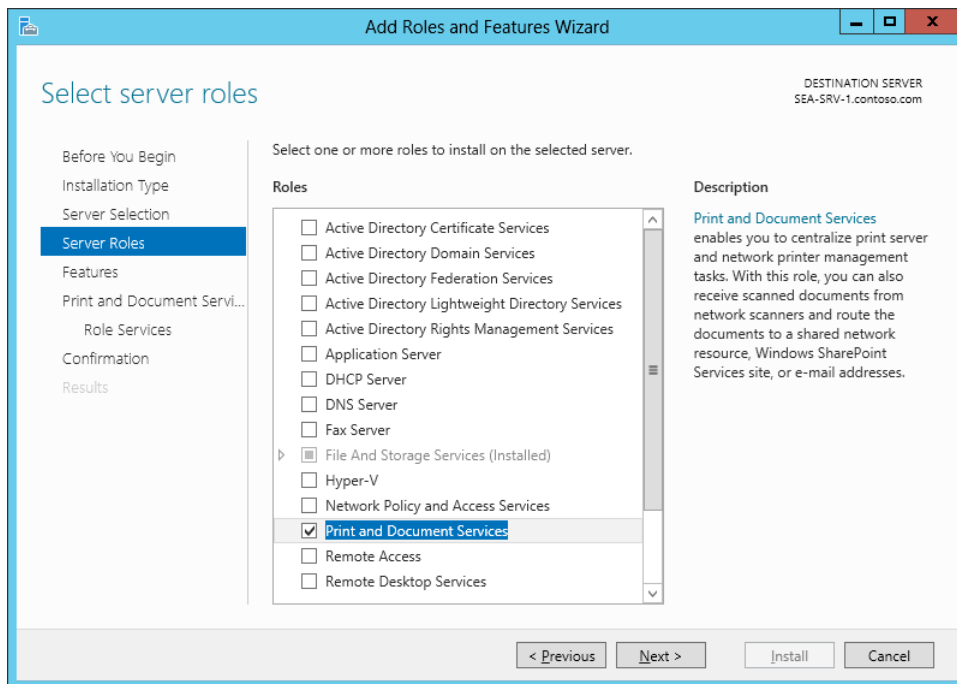 Add Roles and Features Wizard
Select server roles
DESTINATION SERVER
SEA-SRV-1.contoso.com
Before You Begin
Installation Type
Server Selection
Server Roles
Features
Print and Document Servi...
Role Services
Confirmation
Results
Select one or more roles to install on the selected server.
Roles
Active Directory Certificate Services
Active Directory Domain Services
Active Directory Federation Services
Active Directory Lightweight Directory Services
Active Directory Rights Management Services
Application Server
DHCP Server
DNS Server
Fax Server
File And Storage Services (Installed)
Hyper-V
Network Policy and Access Services
Print and Document Services
Remote Access
Remote Desktop Services
Description
Print and Document Services
enables you to centralize print server
and network printer management
tasks. With this role, you can also
receive scanned documents from
network scanners and route the
documents to a shared network
resource, Windows SharePoint
Services site, or e-mail addresses.
< Previous
Next >
Install
Cancel